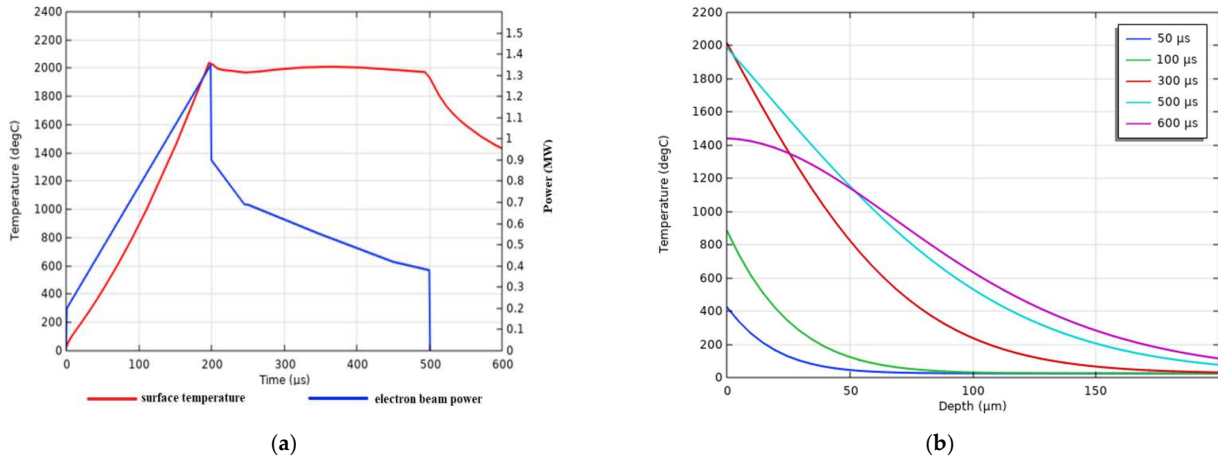 2400
2200
2000
1800
1600
1400
1200
1000
800
600
400
200
0
Temperature (degC)
1.5
1.4
1.3
1.2
1.1
1
0.9
0.8
0.7
0.6
0.5
0.4
0.3
0.2
0.1
0
Power (MW)
0 100 200 300 400 500 600
Time (µs)
surface temperature electron beam power
(a)
2200
2000
1800
1600
1400
1200
1000
800
600
400
200
0
Temperature (degC)
50 µs
100 µs
300 µs
500 µs
600 µs
0 50 100 150
Depth (µm)
(b)